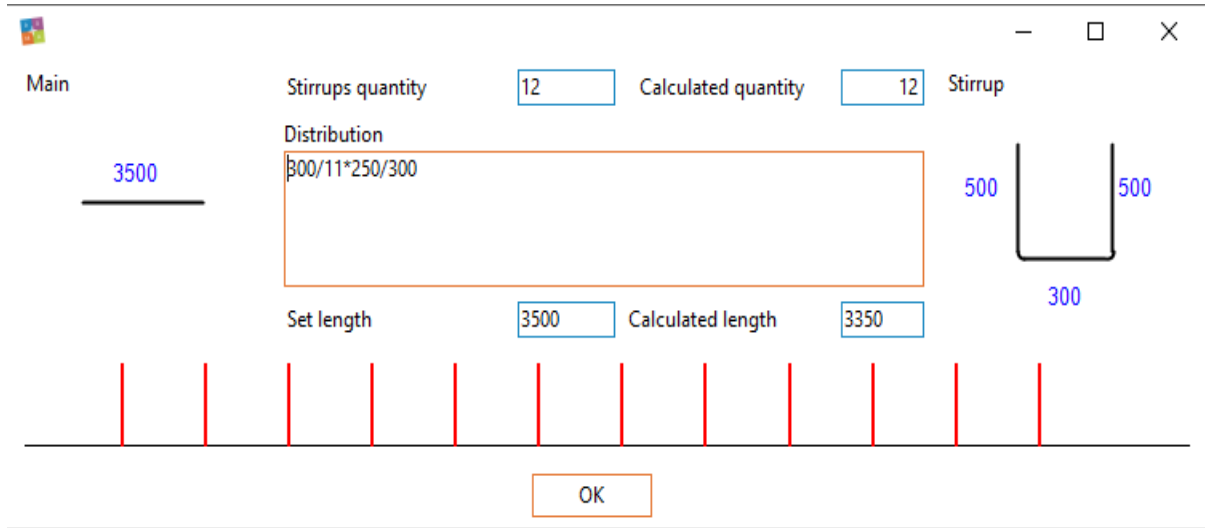 Main
Stirrups quantity 12 Calculated quantity 12
Stirrup
Distribution
300/11*250/300
3500
500
500
300
Set length 3500 Calculated length 3350
OK